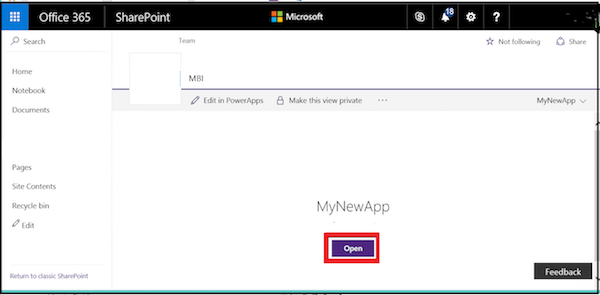 Office 365 SharePoint Microsoft 18 ?
Search
Team
Not following Share
MBI
Home
Notebook
Documents
Edit in PowerApps Make this view private ... MyNewApp
Pages
Site Contents
Recycle bin
Edit
MyNewApp
Open
Return to classic SharePoint
Feedback